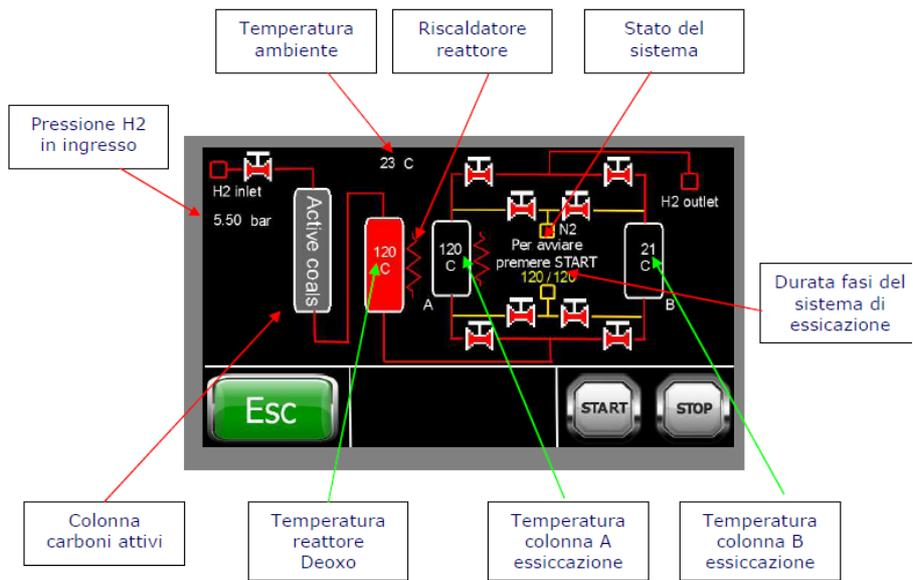 Temperatura
ambiente
Riscaldatore
reattore
Stato del
sistema
Pressione H2
in ingresso
23 C
H2 inlet
5.50 bar
Active coals
H2 outlet
N2
Per avviare
premere START
120 / 120
120
C
120
C
21
C
A
B
Durata fasi del
sistema di
essicazione
Esc
START
STOP
Colonna
carboni attivi
Temperatura
reattore
Deoxo
Temperatura
colonna A
essiccazione
Temperatura
colonna B
essiccazione